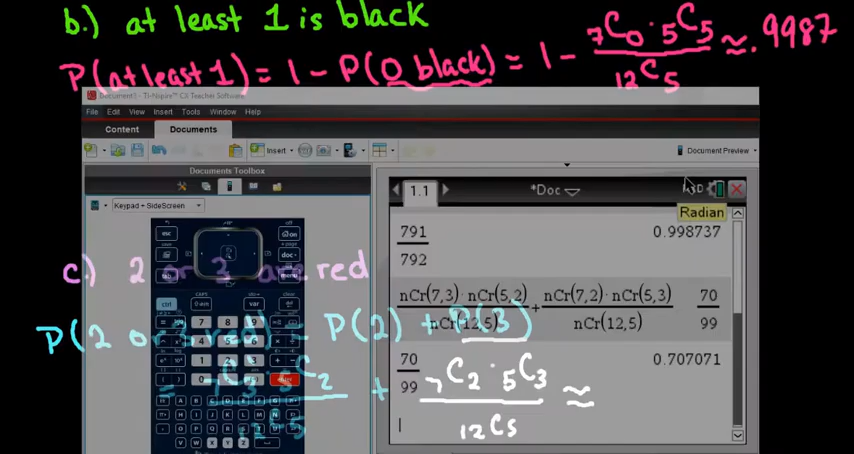 b.) at least 1 is black
P(at least 1) = 1 - P(0 black) = 1 - ₇C₀ · ₅C₅ / ₁₂C₅ ≈ .9987
Document1 - TI-Nspire™ CX Teacher Software
File Edit View Insert Tools Window Help
Content Documents
Insert Document Preview
Documents Toolbox
1.1 *Doc RAD
Keypad + SideScreen
Radian
791/792 0.998737
c.) 2 or 3 are red
nCr(7,3) · nCr(5,2) / nCr(12,5) + nCr(7,2) · nCr(5,3) / nCr(12,5) 70/99
P(2 or 3 red) = P(2) + P(3)
70/99 0.707071
= ₇C₃ · ₅C₂ / ₁₂C₅ + ₇C₂ · ₅C₃ / ₁₂C₅ ≈